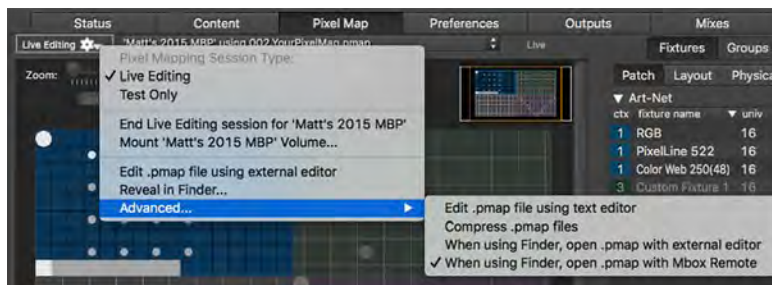 Status Content Pixel Map Preferences Outputs Mixes
Live Editing 'Matt's 2015 MBP' using 002 YourPixelMap.pmap Live Fixtures Groups
Pixel Mapping Session Type:
Zoom: ✓ Live Editing Patch Layout Physica
Test Only
▼ Art-Net
End Live Editing session for 'Matt's 2015 MBP' ctx fixture name ▼ univ
Mount 'Matt's 2015 MBP' Volume... 1 RGB 16
1 PixelLine 522 16
Edit .pmap file using external editor 1 Color Web 250(48) 16
Reveal in Finder... 3 Custom Fixture 1 16
Advanced... ▶ Edit .pmap file using text editor
Compress .pmap files
When using Finder, open .pmap with external editor
✓ When using Finder, open .pmap with Mbox Remote